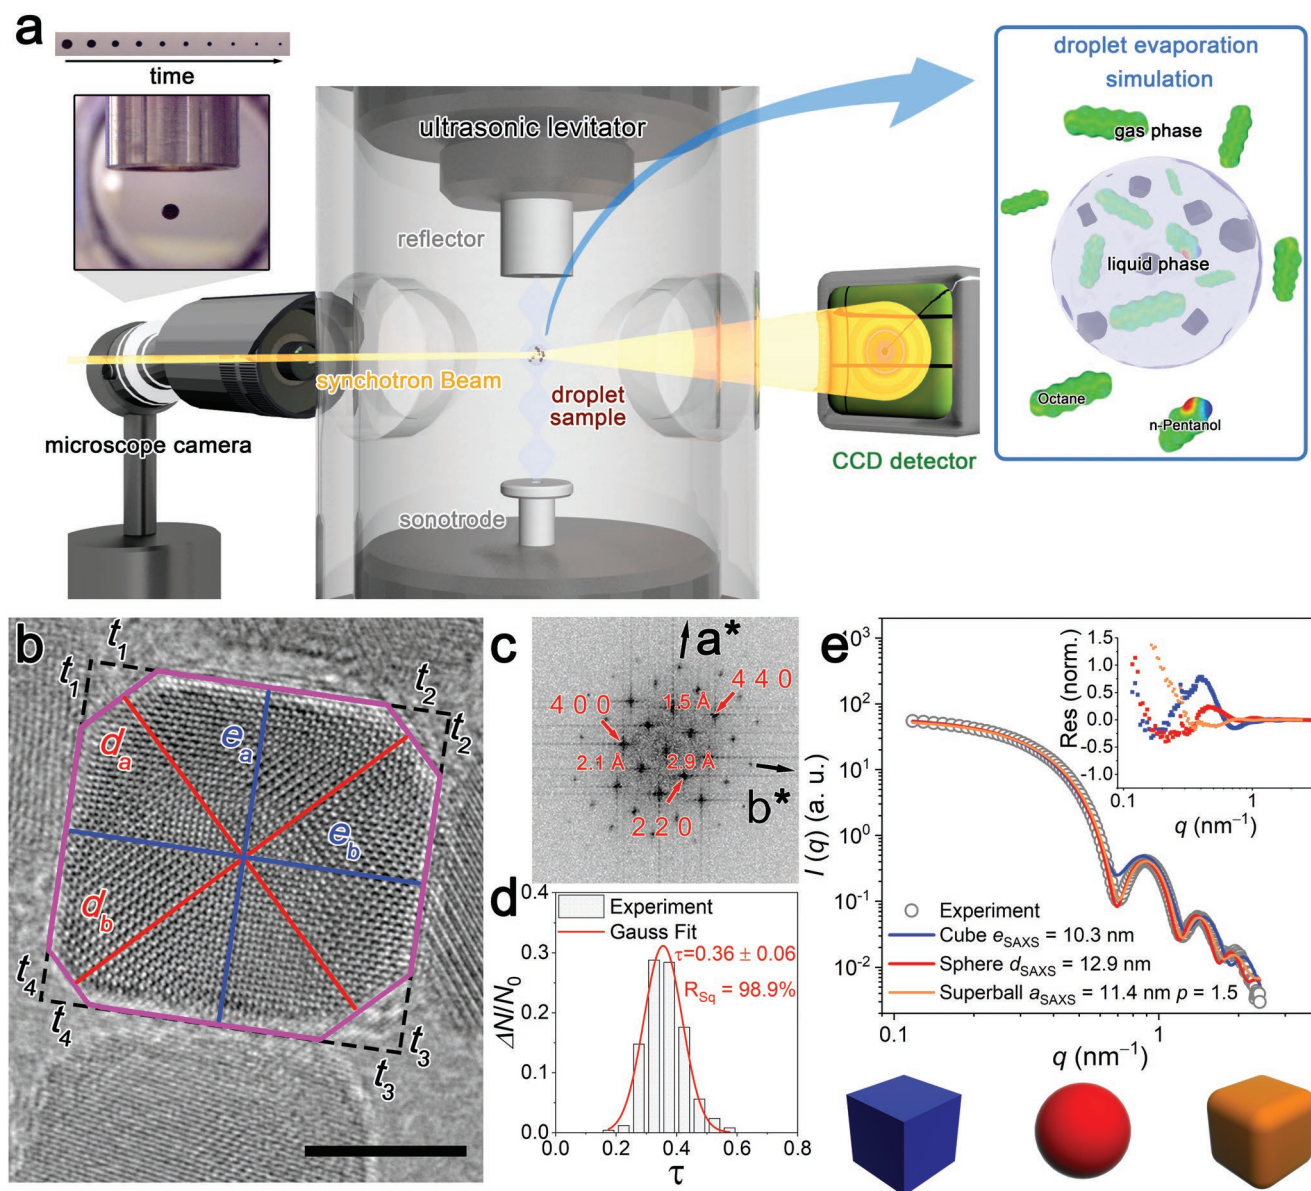 a
time
ultrasonic levitator
reflector
synchotron Beam
droplet
sample
microscope camera
sonotrode
CCD detector
droplet evaporation
simulation
gas phase
liquid phase
Octane
n-Pentanol
b
t1
t1
t2
t2
da
ea
eb
db
t4
t4
t3
t3
c
a*
1.5 Å
4 4 0
4 0 0
2.1 Å
2.9 Å
b*
2 2 0
d
0.4
0.3
0.2
0.1
0.0
ΔN/N0
Experiment
Gauss Fit
τ=0.36 ± 0.06
RSq = 98.9%
0.0 0.2 0.4 0.6 0.8
τ
e
10³
10²
10¹
10⁰
10⁻¹
10⁻²
I (q) (a. u.)
Res (norm.)
1.5
1.0
0.5
0.0
-0.5
-1.0
0.1 1
q (nm⁻¹)
Experiment
Cube eSAXS = 10.3 nm
Sphere dSAXS = 12.9 nm
Superball aSAXS = 11.4 nm p = 1.5
0.1 1
q (nm⁻¹)